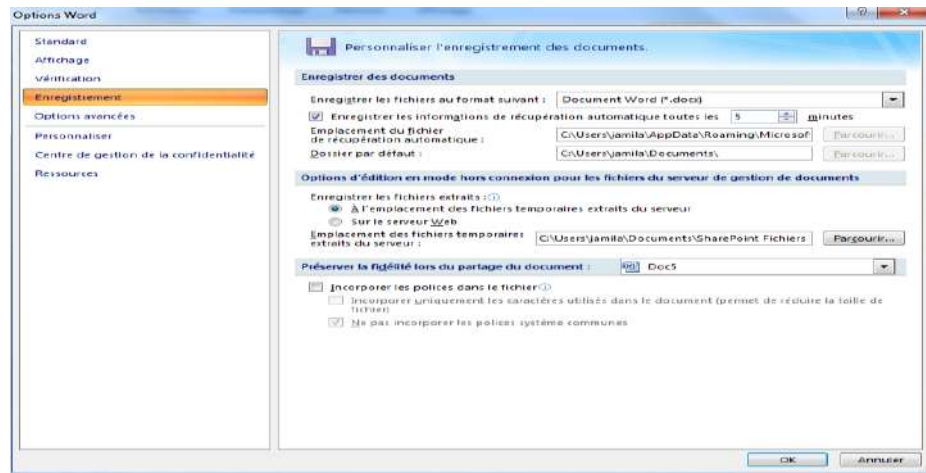 Options Word
Standard
Affichage
Vérification
Enregistrement
Options avancées
Personnaliser
Centre de gestion de la confidentialité
Ressources
Personnaliser l'enregistrement des documents.
Enregistrer des documents
Enregistrer les fichiers au format suivant : Document Word (*.docx)
Enregistrer les informations de récupération automatique toutes les 5 minutes
Emplacement du fichier
de récupération automatique : C:\Users\jamila\AppData\Roaming\Microsof Parcourir...
Dossier par défaut : C:\Users\jamila\Documents\ Parcourir...
Options d'édition en mode hors connexion pour les fichiers du serveur de gestion de documents
Enregistrer les fichiers extraits :
À l'emplacement des fichiers temporaires extraits du serveur
Sur le serveur Web
Emplacement des fichiers temporaires
extraits du serveur : C:\Users\jamila\Documents\SharePoint Fichiers Parcourir...
Préserver la fidélité lors du partage du document : Doc5
Incorporer les polices dans le fichier
Incorporer uniquement les caractères utilisés dans le document (permet de réduire la taille de
fichier)
Ne pas incorporer les polices système communes
OK Annuler